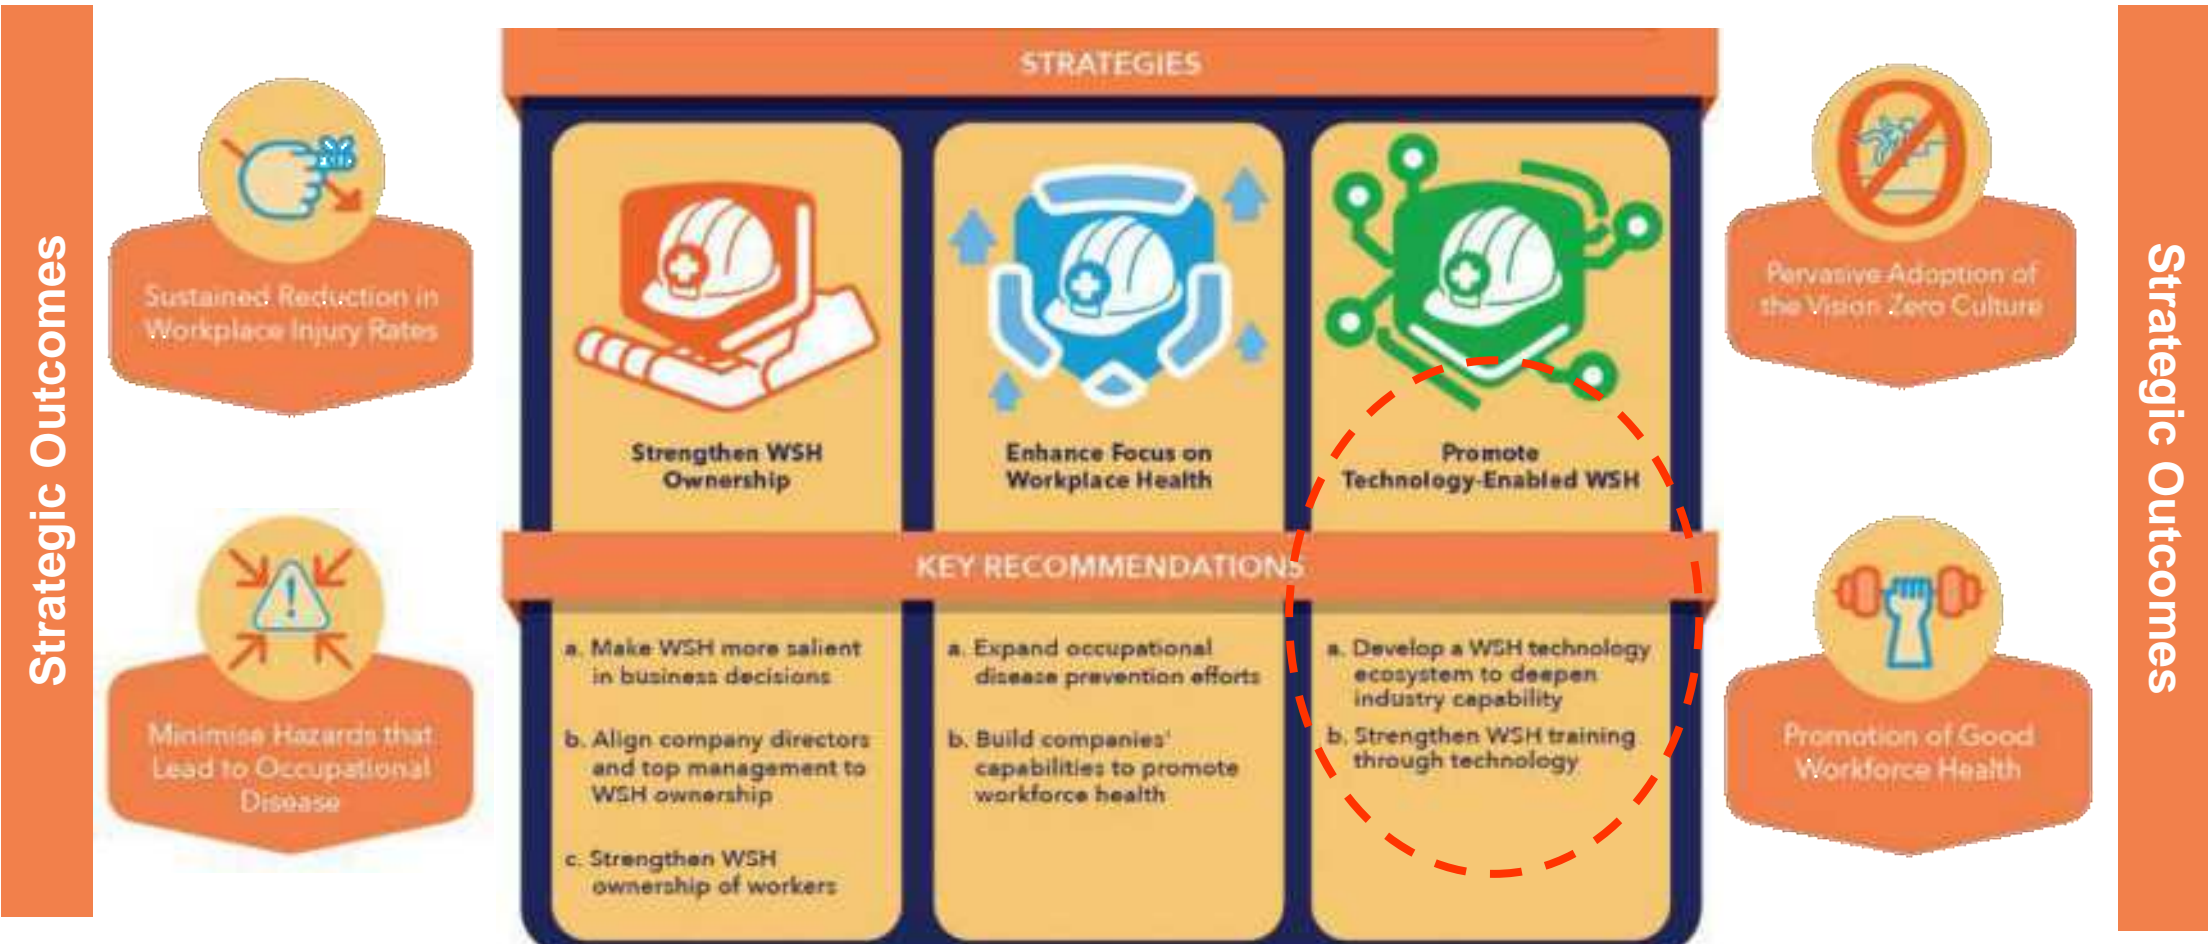 Strategic Outcomes
Sustained Reduction in
Workplace Injury Rates
Minimise Hazards that
Lead to Occupational
Disease
STRATEGIES
Strengthen WSH
Ownership
Enhance Focus on
Workplace Health
Promote
Technology-Enabled WSH
KEY RECOMMENDATIONS
a. Make WSH more salient
in business decisions
b. Align company directors
and top management to
WSH ownership
c. Strengthen WSH
ownership of workers
a. Expand occupational
disease prevention efforts
b. Build companies'
capabilities to promote
workforce health
a. Develop a WSH technology
ecosystem to deepen
industry capability
b. Strengthen WSH training
through technology
Pervasive Adoption of
the Vision Zero Culture
Promotion of Good
Workforce Health
Strategic Outcomes